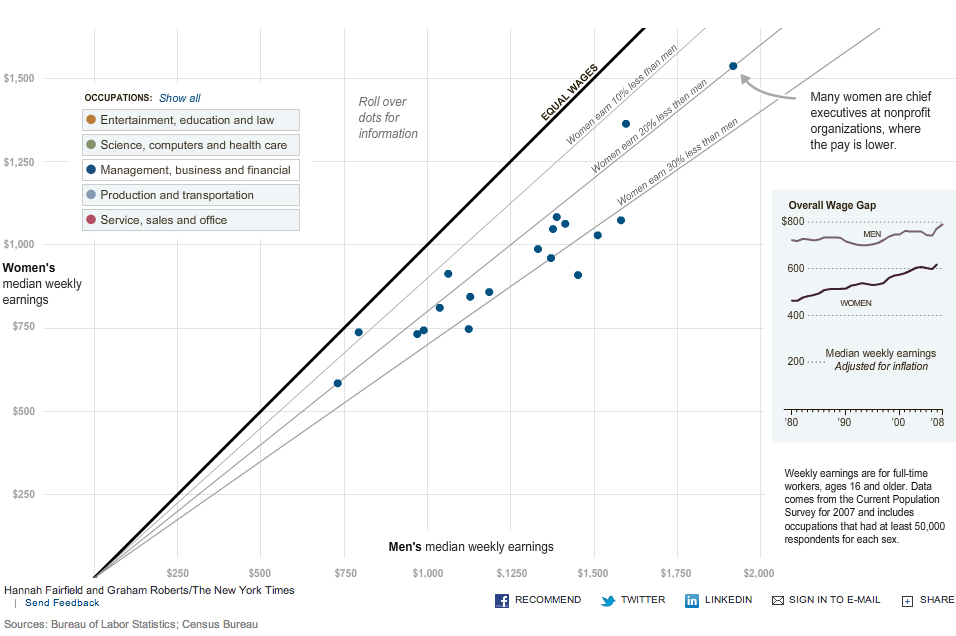 $1,500
$1,250
$1,000
$750
$500
$250
OCCUPATIONS: Show all
Entertainment, education and law
Science, computers and health care
Management, business and financial
Production and transportation
Service, sales and office
Roll over
dots for
information
EQUAL WAGES
Women earn 10% less than men
Women earn 20% less than men
Women earn 30% less than men
Many women are chief
executives at nonprofit
organizations, where
the pay is lower.
Women's
median weekly
earnings
Overall Wage Gap
$800
MEN
600
WOMEN
400
200
Median weekly earnings
Adjusted for inflation
'80 '90 '00 '08
Weekly earnings are for full-time
workers, ages 16 and older. Data
comes from the Current Population
Survey for 2007 and includes
occupations that had at least 50,000
respondents for each sex.
Men's median weekly earnings
$250 $500 $750 $1,000 $1,250 $1,500 $1,750 $2,000
Hannah Fairfield and Graham Roberts/The New York Times
| Send Feedback
RECOMMEND TWITTER LINKEDIN SIGN IN TO E-MAIL SHARE
Sources: Bureau of Labor Statistics; Census Bureau